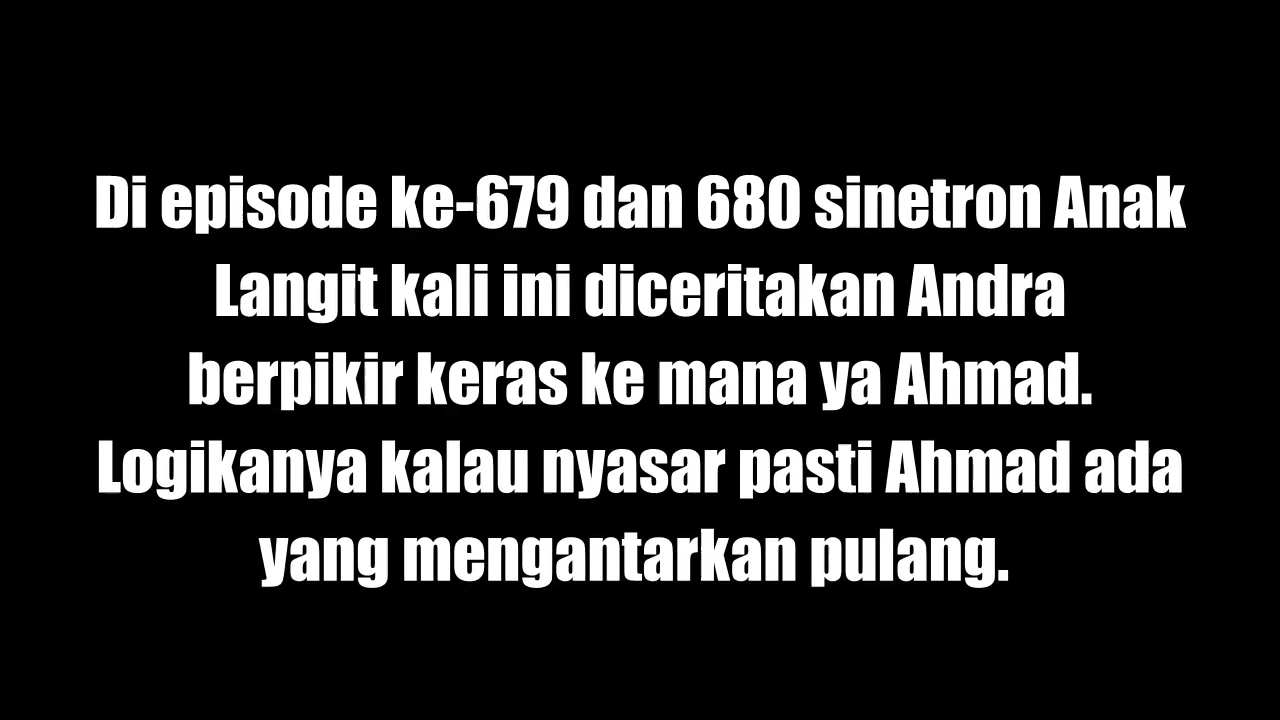 Di episode ke-679 dan 680 sinetron Anak
Langit kali ini diceritakan Andra
berpikir keras ke mana ya Ahmad.
Logikanya kalau nyasar pasti Ahmad ada
yang mengantarkan pulang.